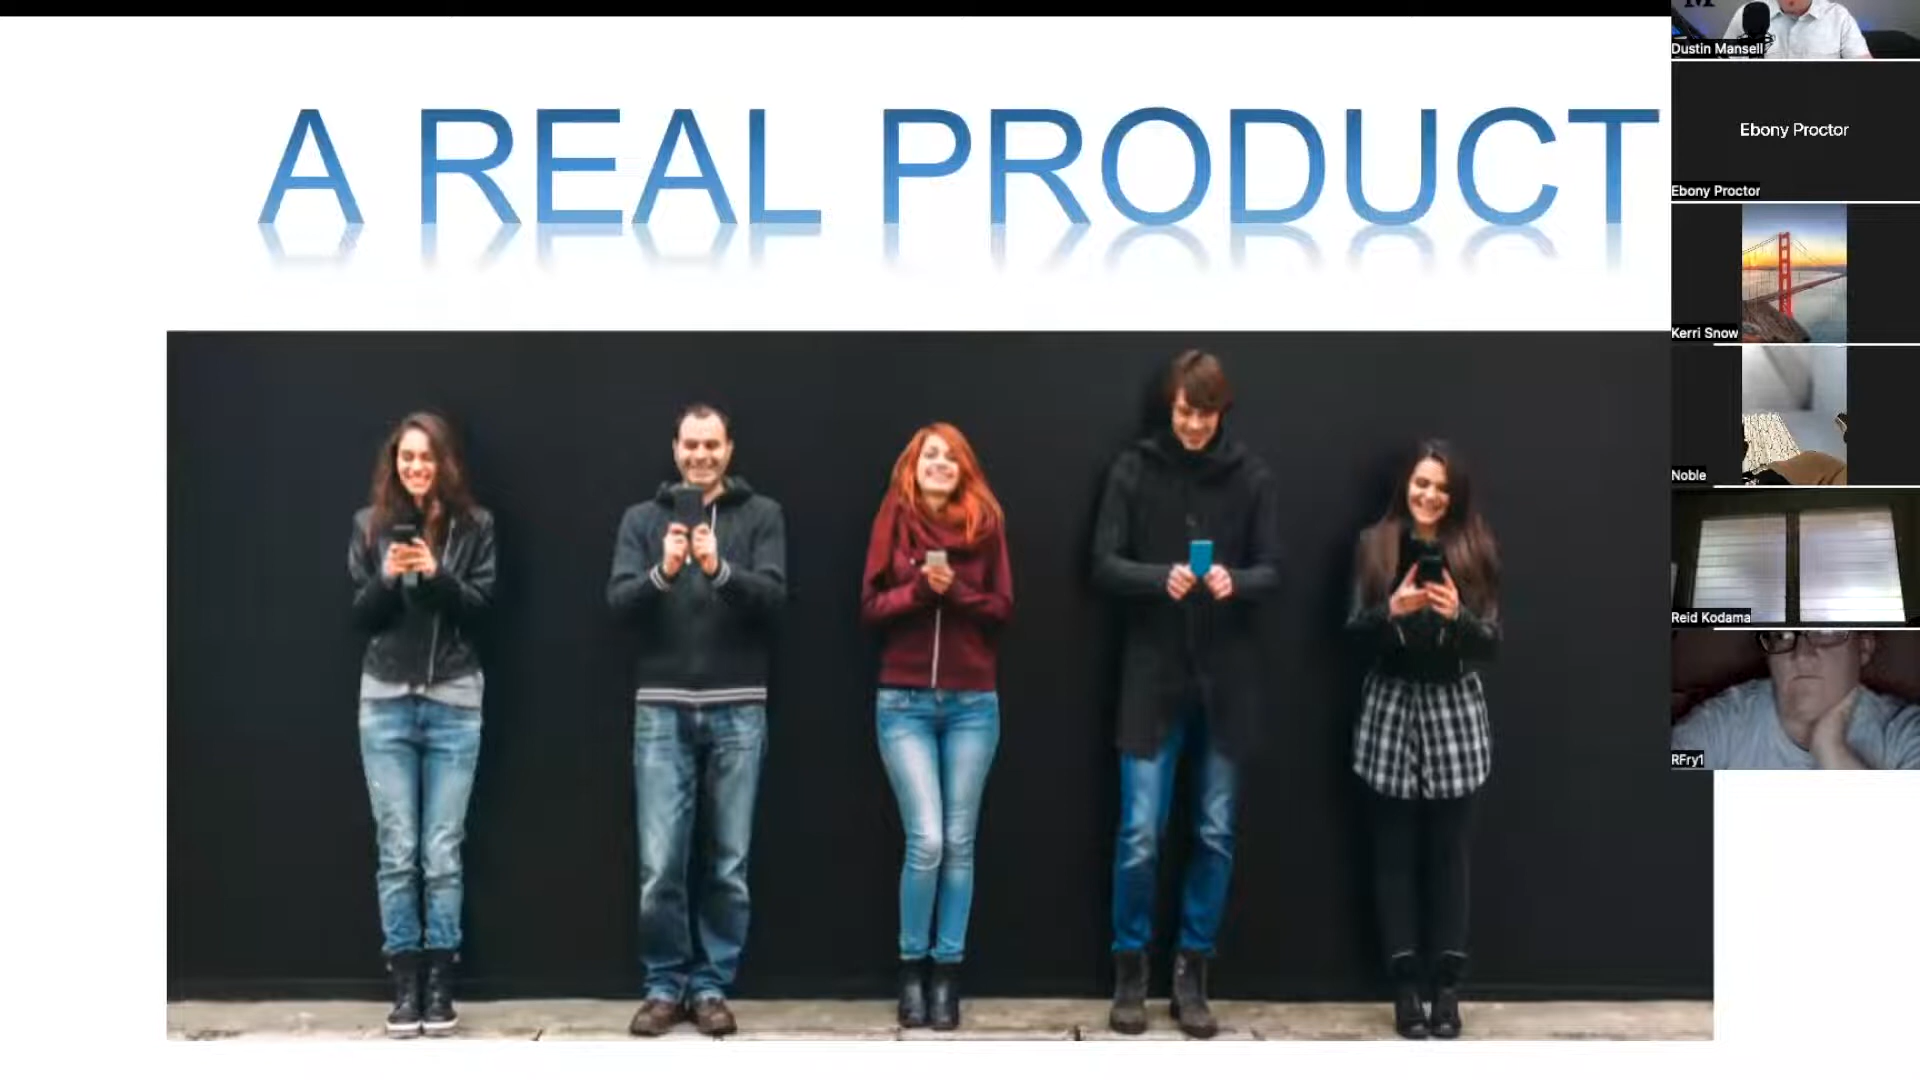 A REAL PRODUCT
Dustin Mansell
Ebony Proctor
Ebony Proctor
Kerri Snow
Noble
Reid Kodama
RFry1